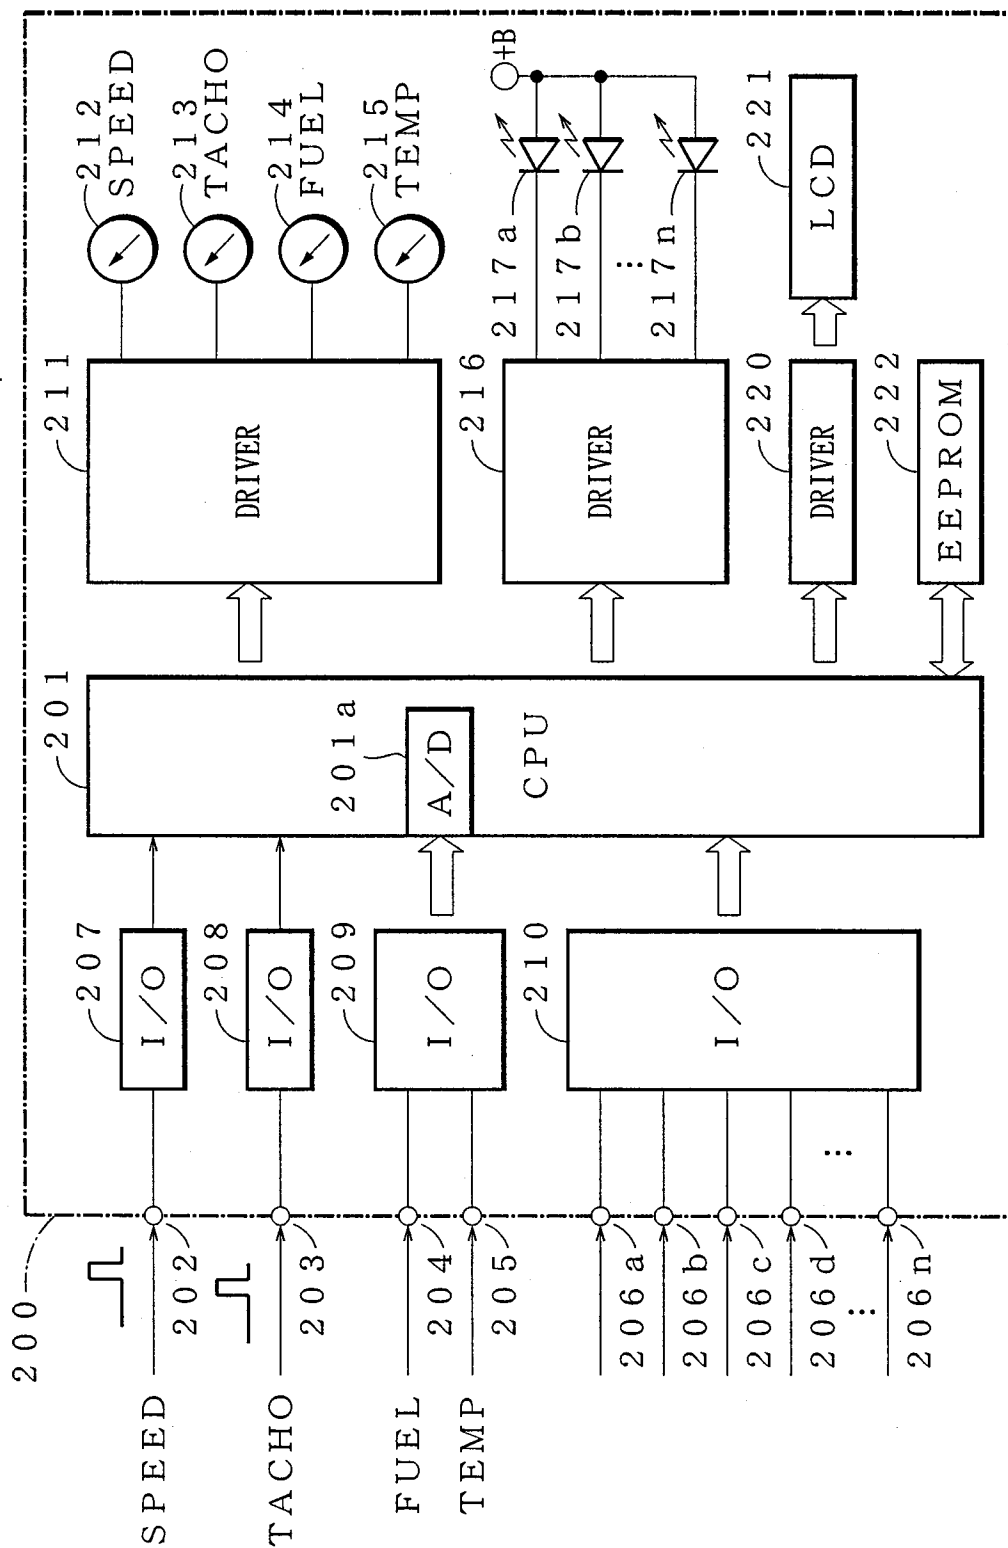 200
SPEED
202
207
I/O
TACHO
203
208
I/O
FUEL
204
TEMP
205
209
I/O
206a
206b
206c
206d
⋮
206n
⋮
210
I/O
201
201a
A/D
CPU
211
DRIVER
212
SPEED
213
TACHO
214
FUEL
215
TEMP
216
DRIVER
217a
217b
⋮
217n
+B
220
DRIVER
221
LCD
222
EEPROM